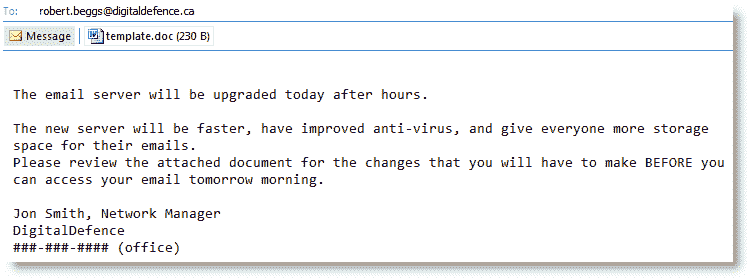 To: robert.beggs@digitaldefence.ca
Message template.doc (230 B)
The email server will be upgraded today after hours.
The new server will be faster, have improved anti-virus, and give everyone more storage
space for their emails.
Please review the attached document for the changes that you will have to make BEFORE you
can access your email tomorrow morning.
Jon Smith, Network Manager
DigitalDefence
###-###-#### (office)